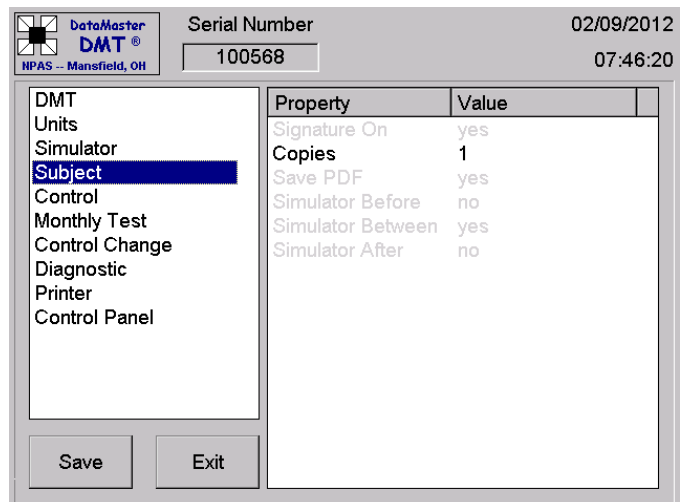 DataMaster
DMT ®
NPAS -- Mansfield, OH
Serial Number
100568
02/09/2012
07:46:20
DMT
Units
Simulator
Subject
Control
Monthly Test
Control Change
Diagnostic
Printer
Control Panel
Property Value
Signature On yes
Copies 1
Save PDF yes
Simulator Before no
Simulator Between yes
Simulator After no
Save Exit